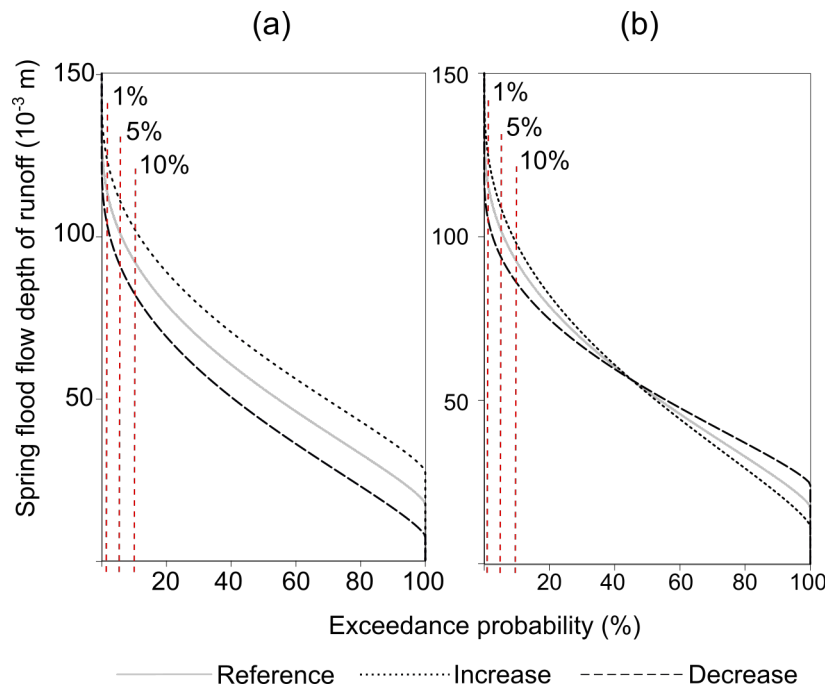 (a)
(b)
Spring flood flow depth of runoff (10⁻³ m)
150
100
50
1%
5%
10%
20 40 60 80 100
150
100
50
1%
5%
10%
20 40 60 80 100
Exceedance probability (%)
Reference Increase Decrease